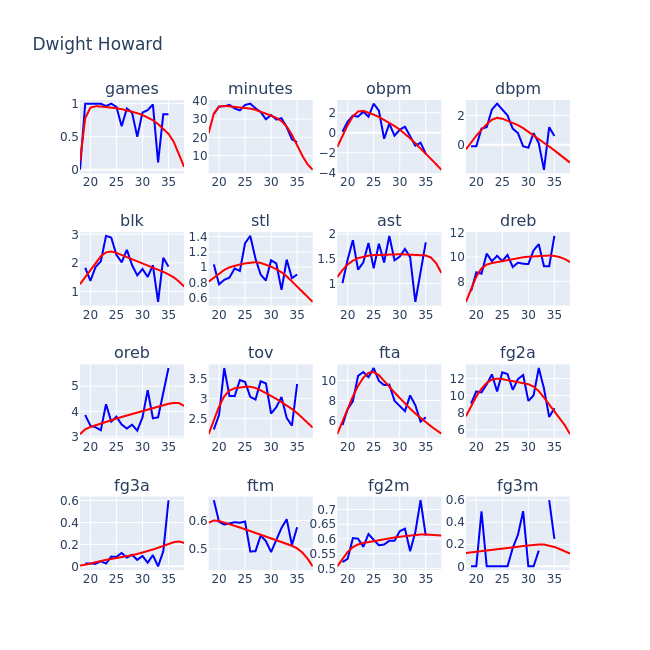 Dwight Howard
games minutes obpm dbpm
1 0.5 0 40 30 20 10 2 0 −2 −4 2 0
20 25 30 35 20 25 30 35 20 25 30 35 20 25 30 35
blk stl ast dreb
3 2 1 1.4 1.2 1 0.8 0.6 2 1.5 1 12 10 8
20 25 30 35 20 25 30 35 20 25 30 35 20 25 30 35
oreb tov fta fg2a
5 4 3 3.5 3 2.5 10 8 6 12 10 8 6
20 25 30 35 20 25 30 35 20 25 30 35 20 25 30 35
fg3a ftm fg2m fg3m
0.6 0.4 0.2 0 0.6 0.5 0.7 0.65 0.6 0.55 0.5 0.6 0.4 0.2 0
20 25 30 35 20 25 30 35 20 25 30 35 20 25 30 35